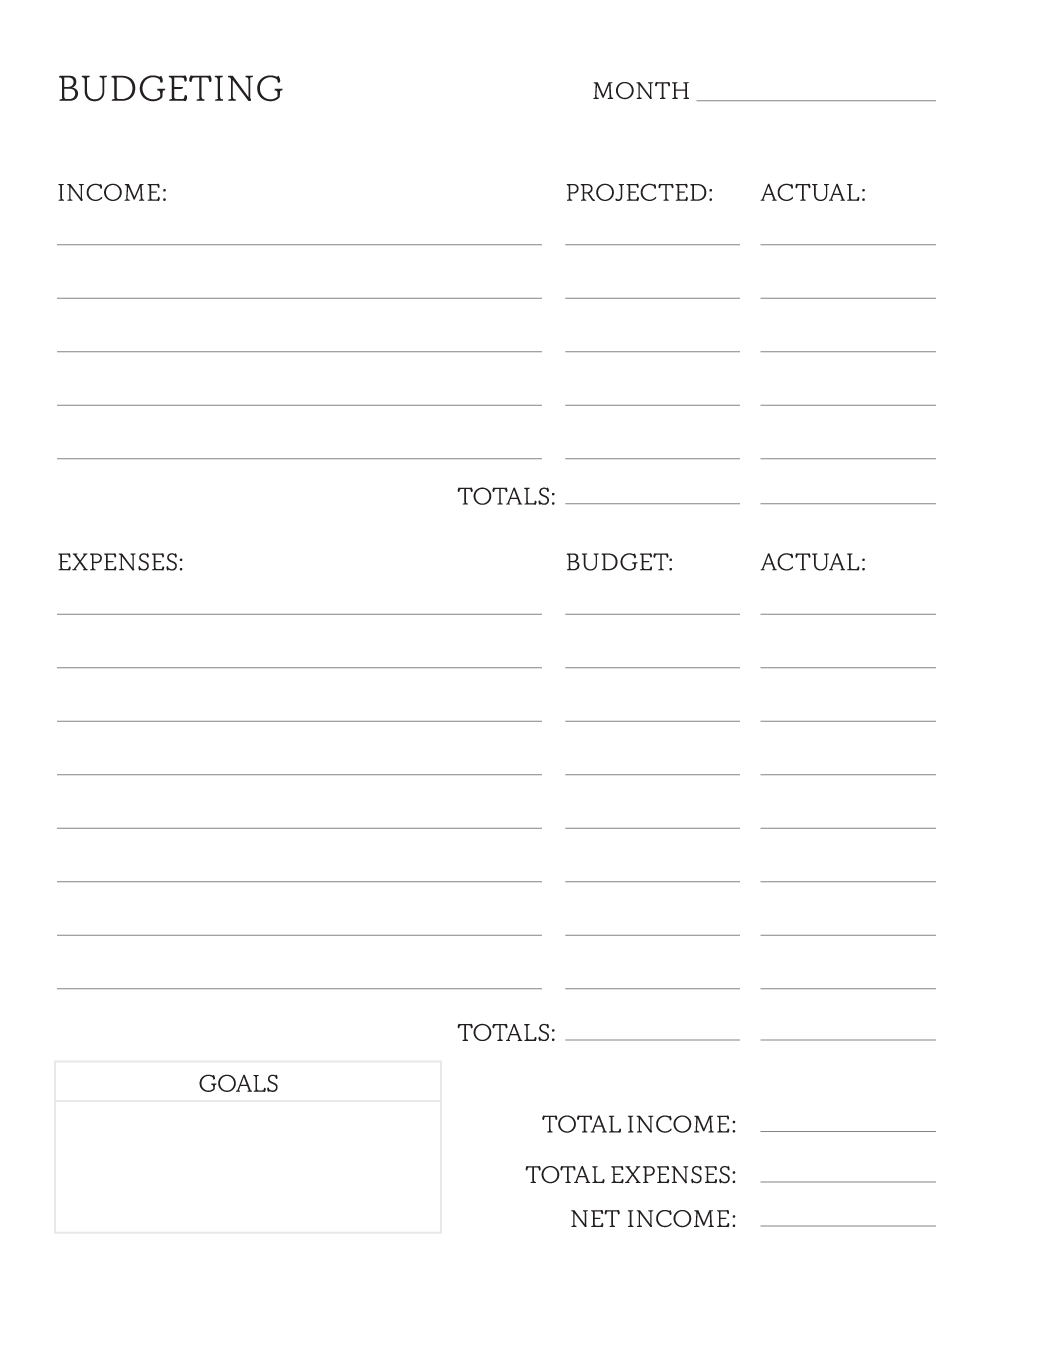 BUDGETING MONTH
INCOME: PROJECTED: ACTUAL:
TOTALS:
EXPENSES: BUDGET: ACTUAL:
TOTALS:
GOALS
TOTAL INCOME:
TOTAL EXPENSES:
NET INCOME: